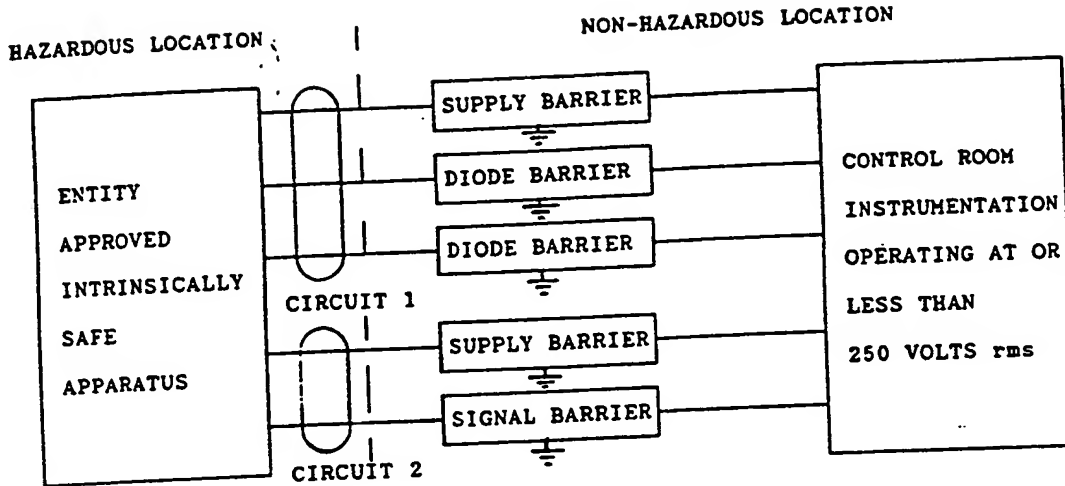 HAZARDOUS LOCATION
NON-HAZARDOUS LOCATION
ENTITY
APPROVED
INTRINSICALLY
SAFE
APPARATUS
SUPPLY BARRIER
DIODE BARRIER
DIODE BARRIER
CIRCUIT 1
SUPPLY BARRIER
SIGNAL BARRIER
CIRCUIT 2
CONTROL ROOM
INSTRUMENTATION
OPERATING AT OR
LESS THAN
250 VOLTS rms